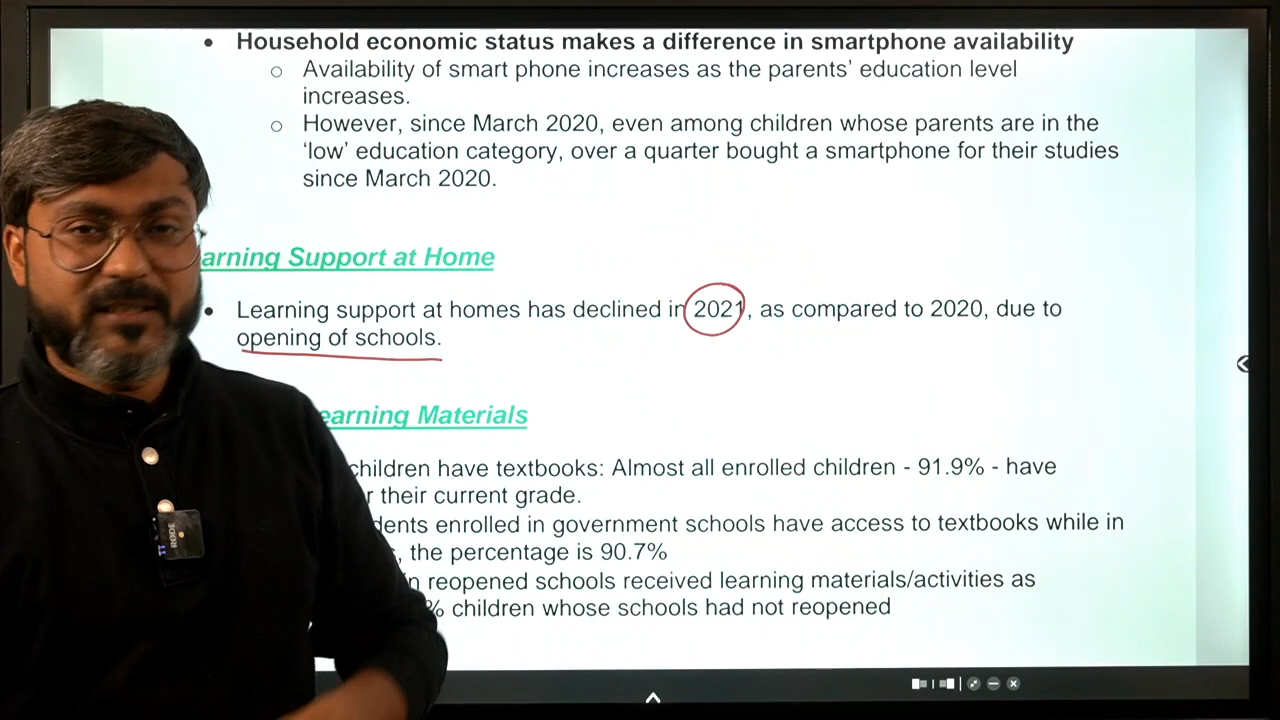 • Household economic status makes a difference in smartphone availability
o Availability of smart phone increases as the parents' education level
increases.
o However, since March 2020, even among children whose parents are in the
'low' education category, over a quarter bought a smartphone for their studies
since March 2020.
arning Support at Home
• Learning support at homes has declined in 2021, as compared to 2020, due to
opening of schools.
earning Materials
children have textbooks: Almost all enrolled children - 91.9% - have
r their current grade.
dents enrolled in government schools have access to textbooks while in
, the percentage is 90.7%
n reopened schools received learning materials/activities as
% children whose schools had not reopened
RODE